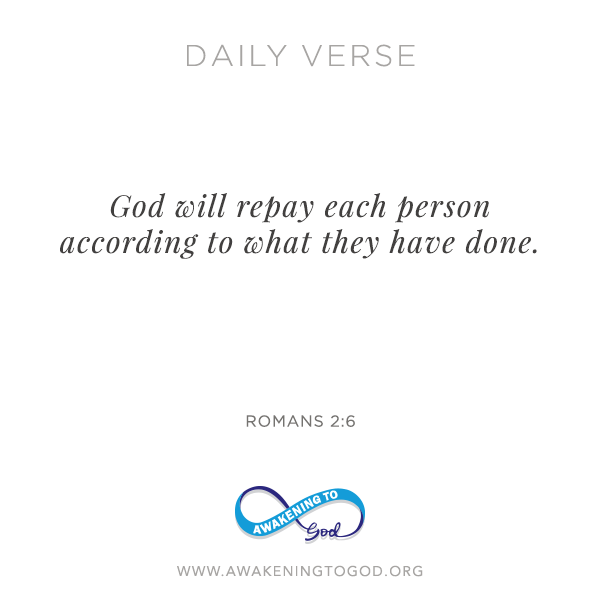 DAILY VERSE
God will repay each person
according to what they have done.
ROMANS 2:6
AWAKENING TO
God
WWW.AWAKENINGTOGOD.ORG